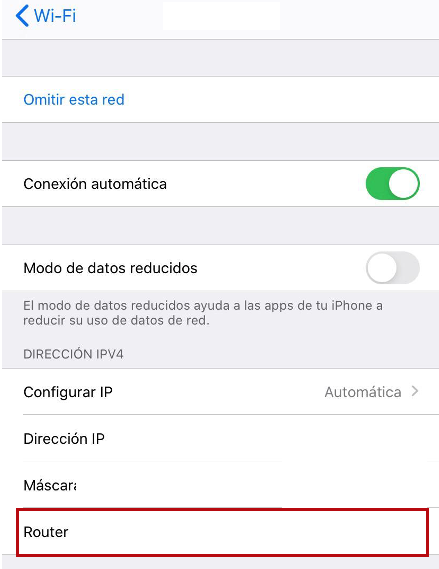 Wi-Fi
Omitir esta red
Conexión automática
Modo de datos reducidos
El modo de datos reducidos ayuda a las apps de tu iPhone a
reducir su uso de datos de red.
DIRECCIÓN IPV4
Configurar IP Automática
Dirección IP
Máscara
Router